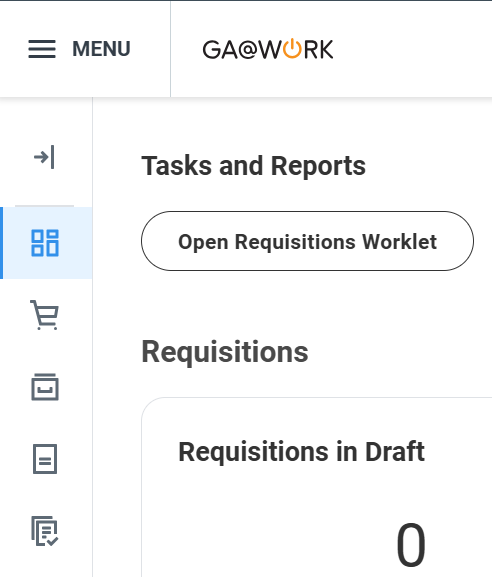 MENU
GA@WORK
Tasks and Reports
Open Requisitions Worklet
Requisitions
Requisitions in Draft
0